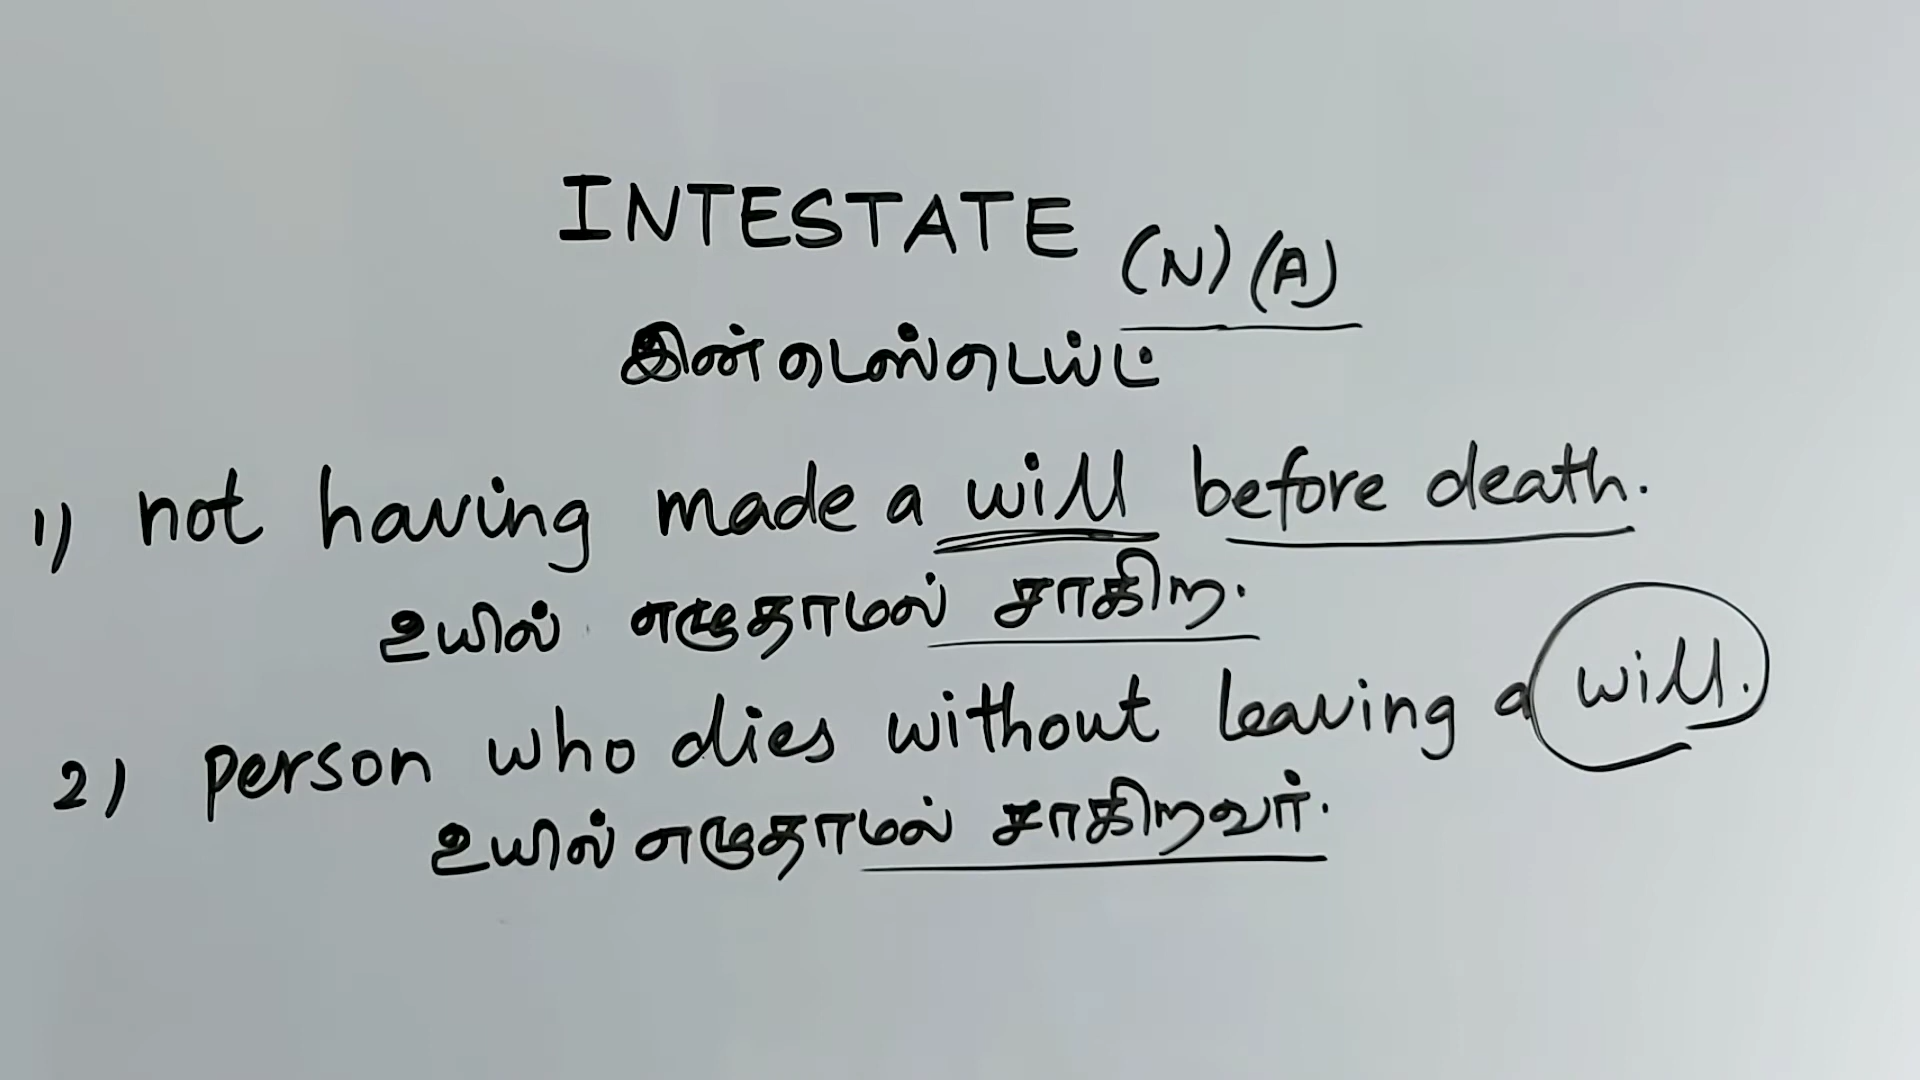 INTESTATE (N) (A)
இன்டெஸ்டெய்ட்
1) not having made a will before death.
உயில் எழுதாமல் சாகிற.
2) person who dies without leaving a will.
உயில் எழுதாமல் சாகிறவர்.